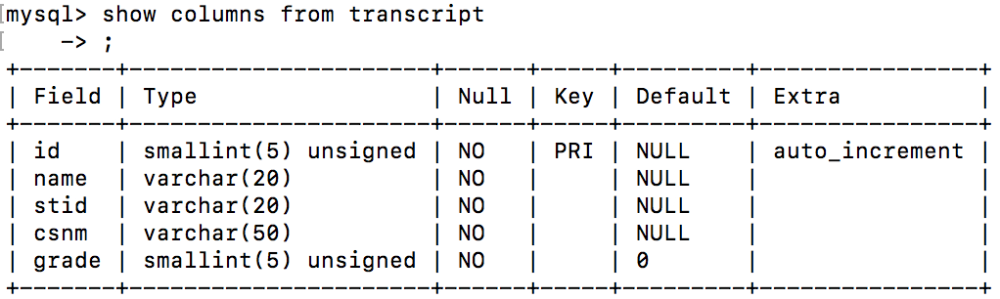 [mysql> show columns from transcript
[    -> ;
+-------+----------------------+------+-----+---------+----------------+
| Field | Type                 | Null | Key | Default | Extra          |
+-------+----------------------+------+-----+---------+----------------+
| id    | smallint(5) unsigned | NO   | PRI | NULL    | auto_increment |
| name  | varchar(20)          | NO   |     | NULL    |                |
| stid  | varchar(20)          | NO   |     | NULL    |                |
| csnm  | varchar(50)          | NO   |     | NULL    |                |
| grade | smallint(5) unsigned | NO   |     | 0       |                |
+-------+----------------------+------+-----+---------+----------------+